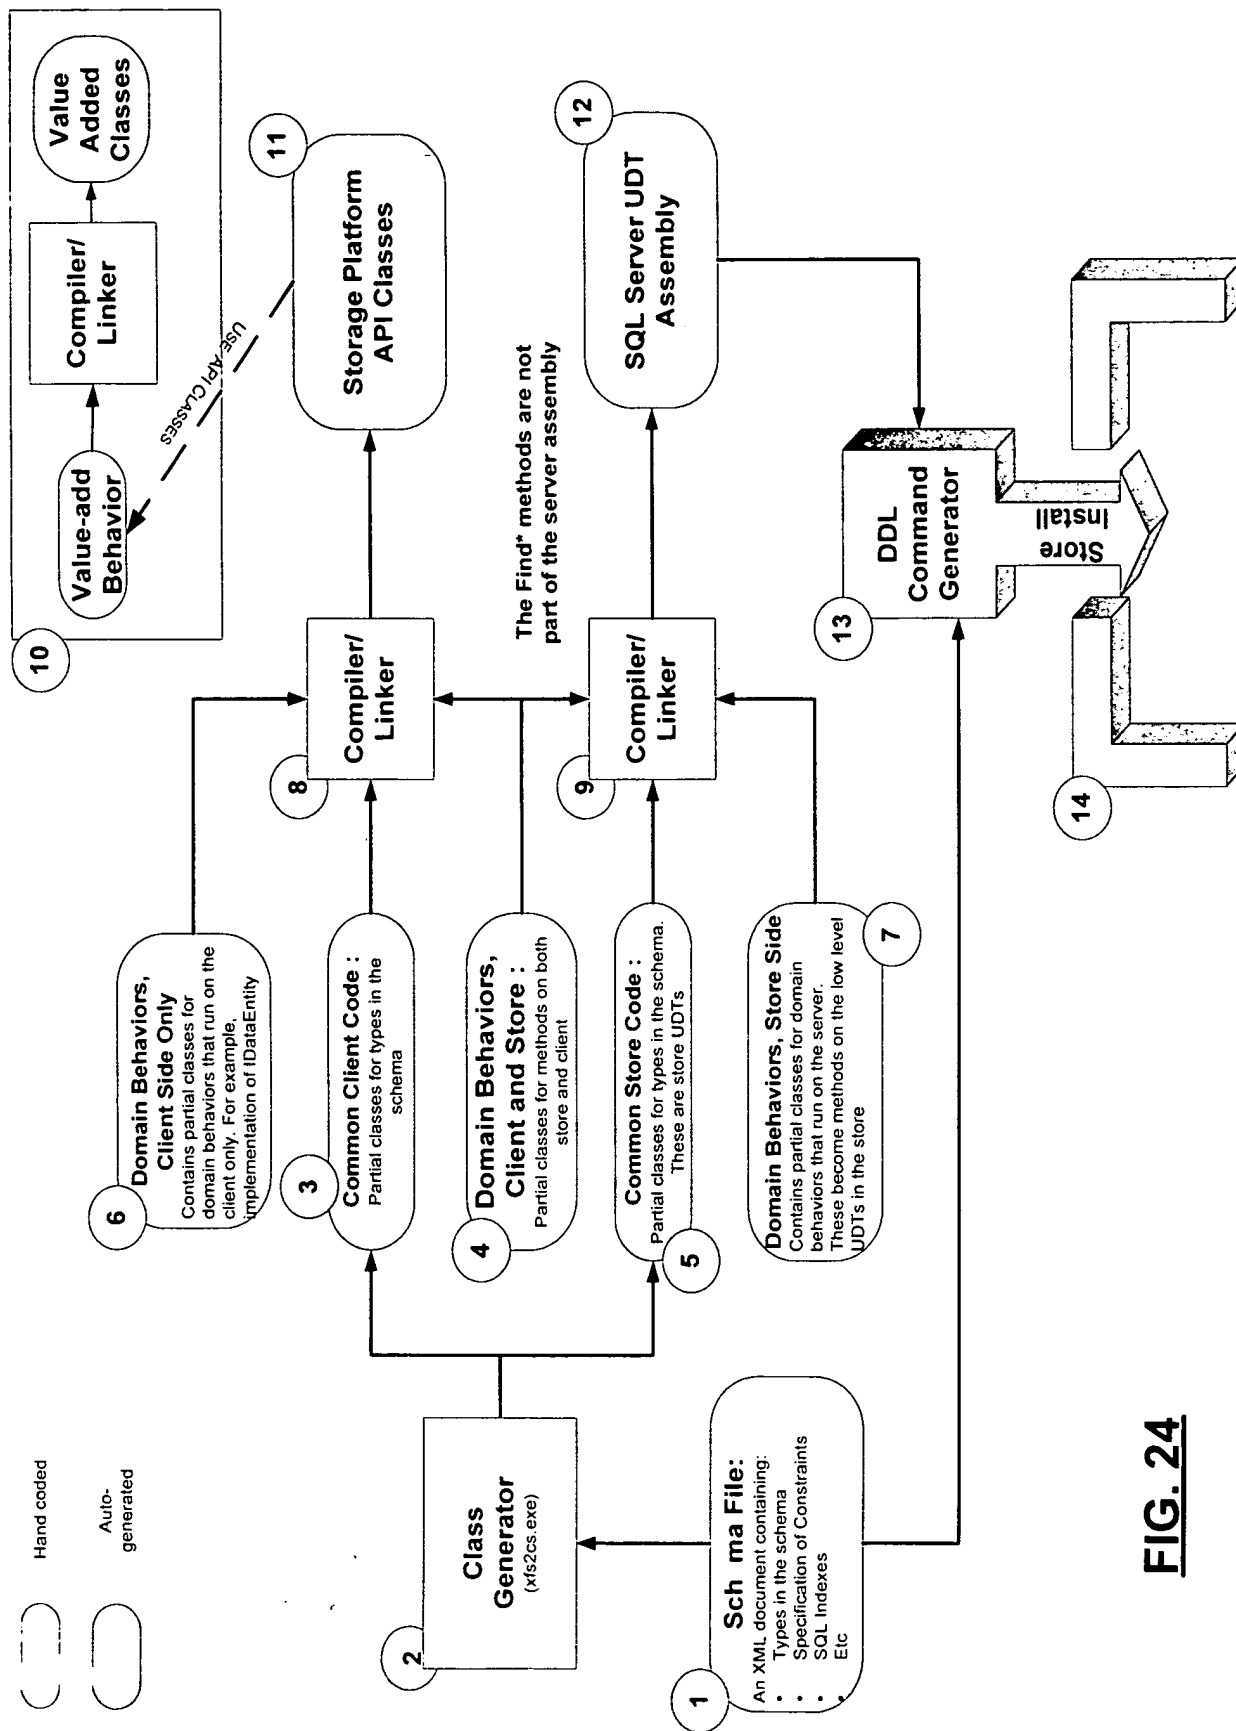 Hand coded
Auto-
generated
1
Sch ma File:
An XML document containing:
• Types in the schema
• Specification of Constraints
• SQL Indexes
• Etc
2
Class
Generator
(xfs2cs.exe)
6
Domain Behaviors,
Client Side Only
Contains partial classes for
domain behaviors that run on the
client only. For example,
implementation of IDataEntity
3
Common Client Code :
Partial classes for types in the
schema
4
Domain Behaviors,
Client and Store :
Partial classes for methods on both
store and client
5
Common Store Code :
Partial classes for types in the schema.
These are store UDTs
Domain Behaviors, Store Side
Contains partial classes for domain
behaviors that run on the server.
These become methods on the low level
UDTs in the store
7
8
Compiler/
Linker
9
Compiler/
Linker
The Find* methods are not
part of the server assembly
10
Value-add
Behavior
Compiler/
Linker
Value
Added
Classes
USE API CLASSES
11
Storage Platform
API Classes
12
SQL Server UDT
Assembly
13
DDL
Command
Generator
Store
Install
14
FIG. 24